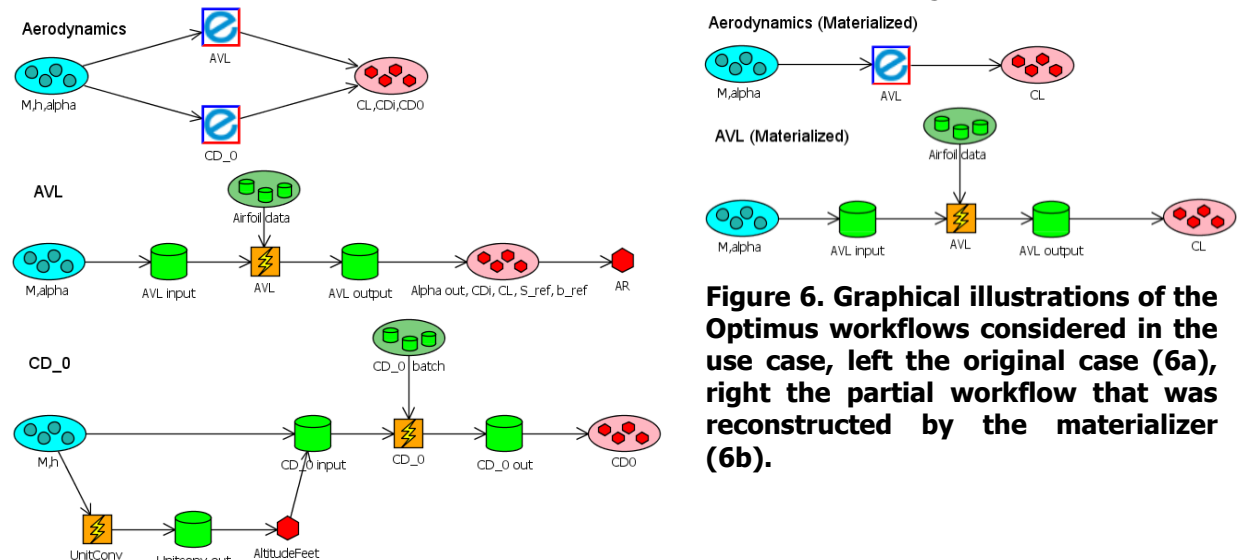 Aerodynamics
AVL
M,h,alpha
CL,CDi,CD0
CD_0
AVL
Airfoil data
M,alpha
AVL input
AVL
AVL output
Alpha out, CDi, CL, S_ref, b_ref
AR
CD_0
CD_0 batch
M,h
CD_0 input
CD_0
CD_0 out
CD0
UnitConv
Unitconv out
AltitudeFeet
Aerodynamics (Materialized)
M,alpha
AVL
CL
AVL (Materialized)
Airfoil data
M,alpha
AVL input
AVL
AVL output
CL
Figure 6. Graphical illustrations of the
Optimus workflows considered in the
use case, left the original case (6a),
right the partial workflow that was
reconstructed by the materializer
(6b).